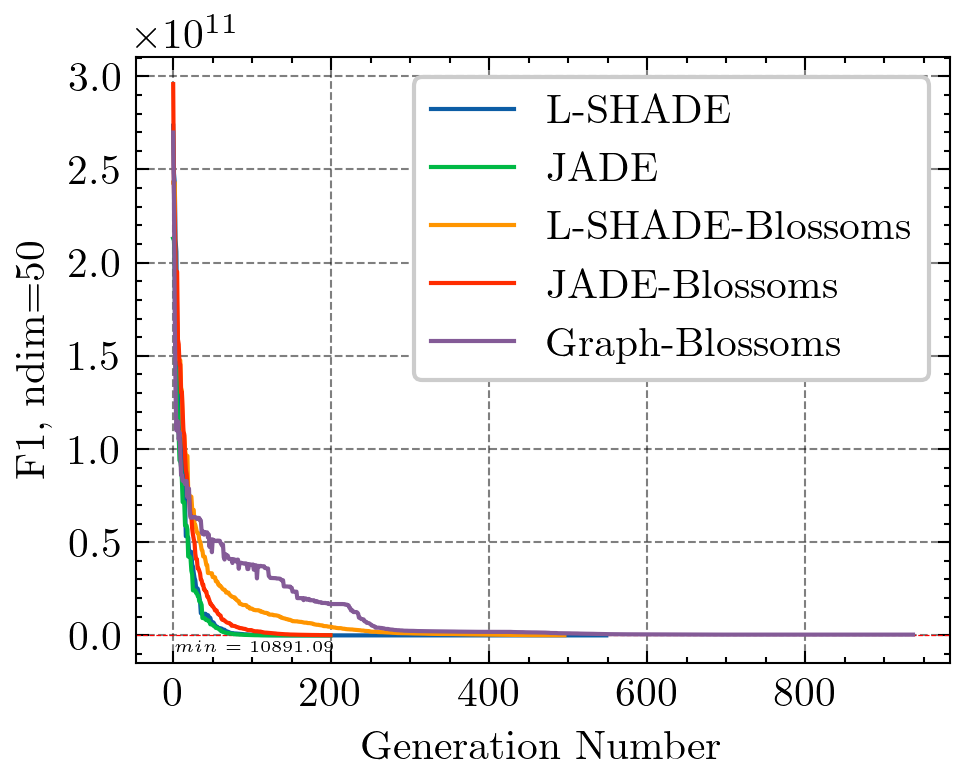 ×10¹¹
3.0
2.5
2.0
1.5
1.0
0.5
0.0
F1, ndim=50
L-SHADE
JADE
L-SHADE-Blossoms
JADE-Blossoms
Graph-Blossoms
min = 10891.09
0 200 400 600 800
Generation Number